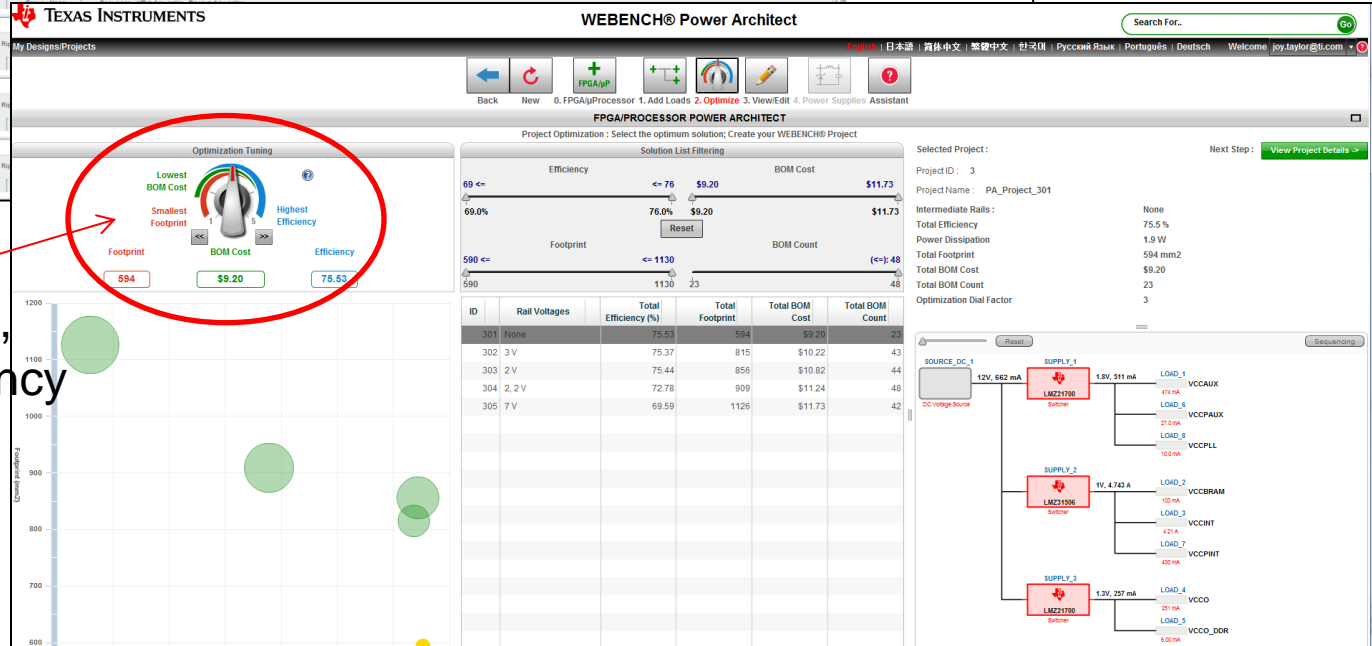 TEXAS INSTRUMENTS
WEBENCH® Power Architect
Search For..
Go
My Designs/Projects
English | 日本語 | 简体中文 | 繁體中文 | 한국어 | Русский Язык | Português | Deutsch Welcome joy.taylor@ti.com
FPGA/µP
Back New 0. FPGA/µProcessor 1. Add Loads 2. Optimize 3. View/Edit 4. Power Supplies Assistant
FPGA/PROCESSOR POWER ARCHITECT
Project Optimization : Select the optimum solution; Create your WEBENCH® Project
Optimization Tuning
Lowest
BOM Cost
Smallest
Footprint
1 5
Highest
Efficiency
<< >>
Footprint BOM Cost Efficiency
594 $9.20 75.53
,
ncy
1200
1100
1000
900
800
700
600
Footprint (mm2)
Solution List Filtering
Efficiency BOM Cost
69 <= <= 76 $9.20 $11.73
69.0% 76.0% $9.20 $11.73
Reset
Footprint BOM Count
590 <= <= 1130 (<=): 48
590 1130 23 48
ID Rail Voltages Total Efficiency (%) Total Footprint Total BOM Cost Total BOM Count
301 None 75.53 594 $9.20 23
302 3 V 75.37 815 $10.22 43
303 2 V 75.44 856 $10.82 44
304 2, 2 V 72.78 909 $11.24 48
305 7 V 69.59 1126 $11.73 42
Selected Project : Next Step : View Project Details ->
Project ID : 3
Project Name : PA_Project_301
Intermediate Rails : None
Total Efficiency 75.5 %
Power Dissipation 1.9 W
Total Footprint 594 mm2
Total BOM Cost $9.20
Total BOM Count 23
Optimization Dial Factor 3
Reset Sequencing
SOURCE_DC_1
DC Voltage Source
12V, 662 mA
SUPPLY_1
LMZ21700
Switcher
1.8V, 511 mA
LOAD_1
VCCAUX
474 mA
LOAD_6
VCCPAUX
27.0 mA
LOAD_8
VCCPLL
10.0 mA
SUPPLY_2
LMZ31506
Switcher
1V, 4.743 A
LOAD_2
VCCBRAM
103 mA
LOAD_3
VCCINT
4.21 A
LOAD_7
VCCPINT
430 mA
SUPPLY_3
LMZ21700
Switcher
1.3V, 257 mA
LOAD_4
VCCO
251 mA
LOAD_5
VCCO_DDR
6.00 mA